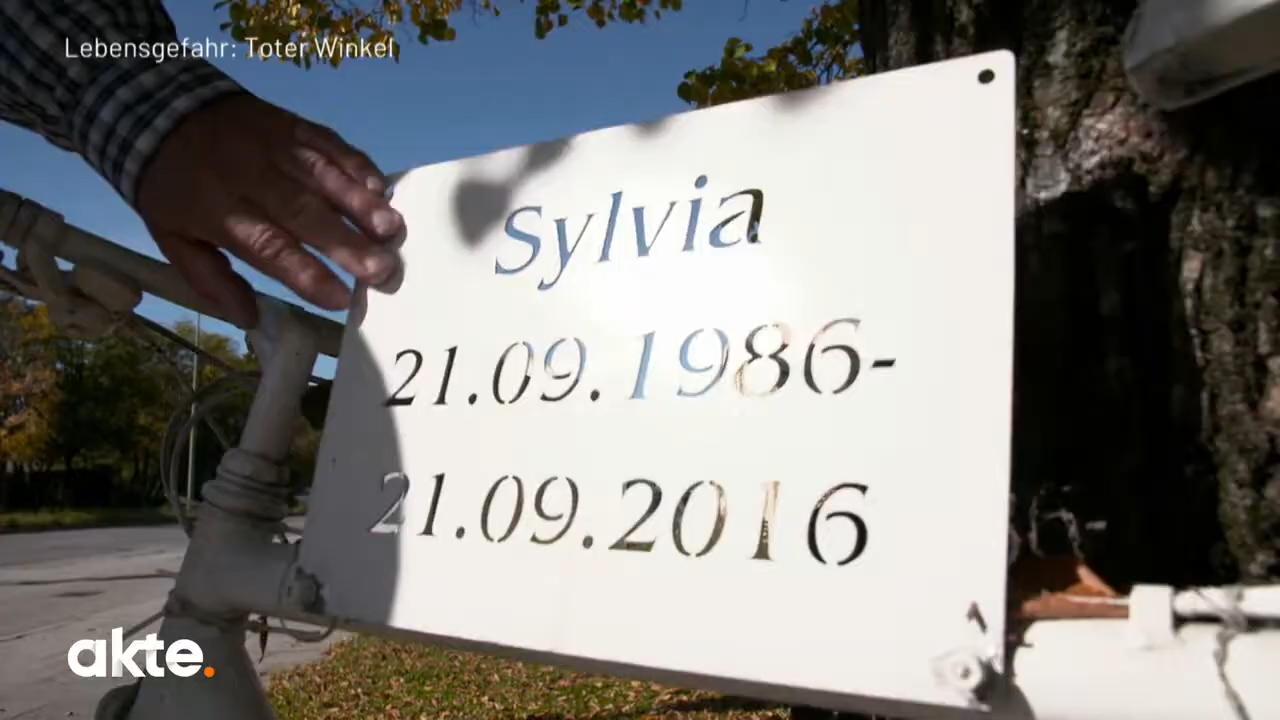 Lebensgefahr: Toter Winkel
Sylvia
21.09.1986-
21.09.2016
akte.